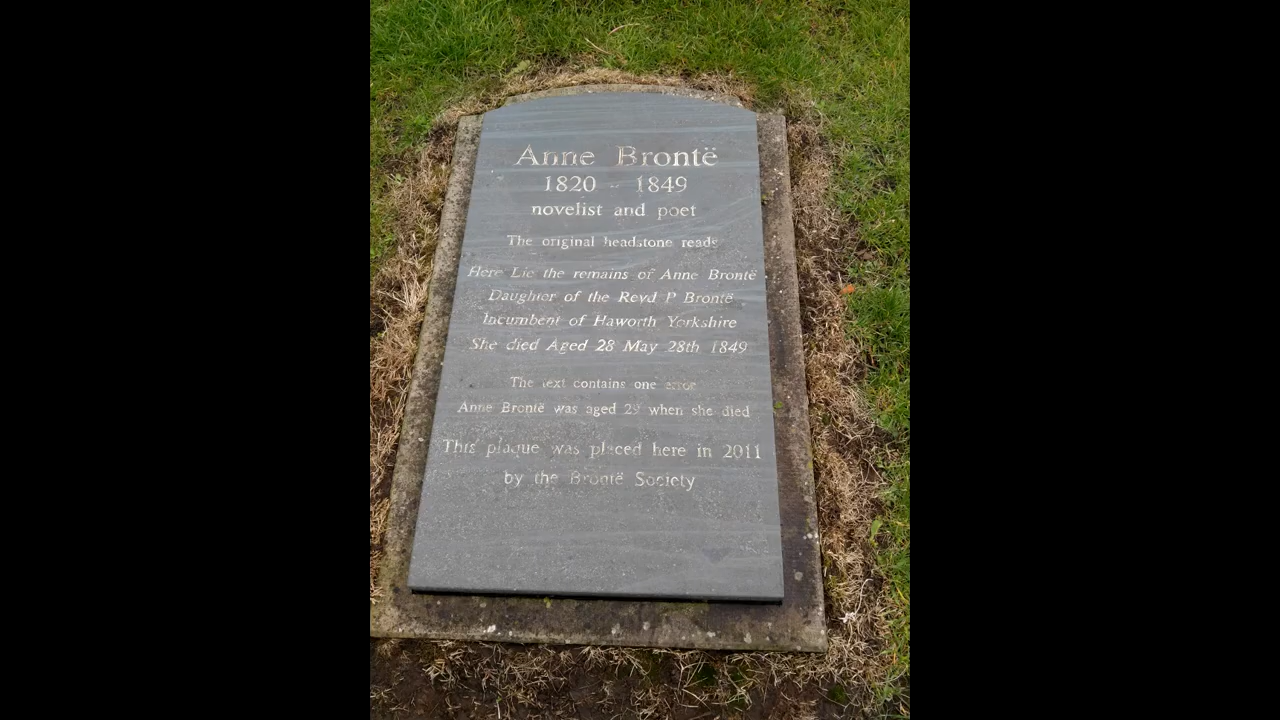 Anne Brontë
1820 - 1849
novelist and poet
The original headstone reads
Here Lie the remains of Anne Brontë
Daughter of the Revd P Brontë
Incumbent of Haworth Yorkshire
She died Aged 28 May 28th 1849
The text contains one error
Anne Brontë was aged 29 when she died
This plaque was placed here in 2011
by the Brontë Society